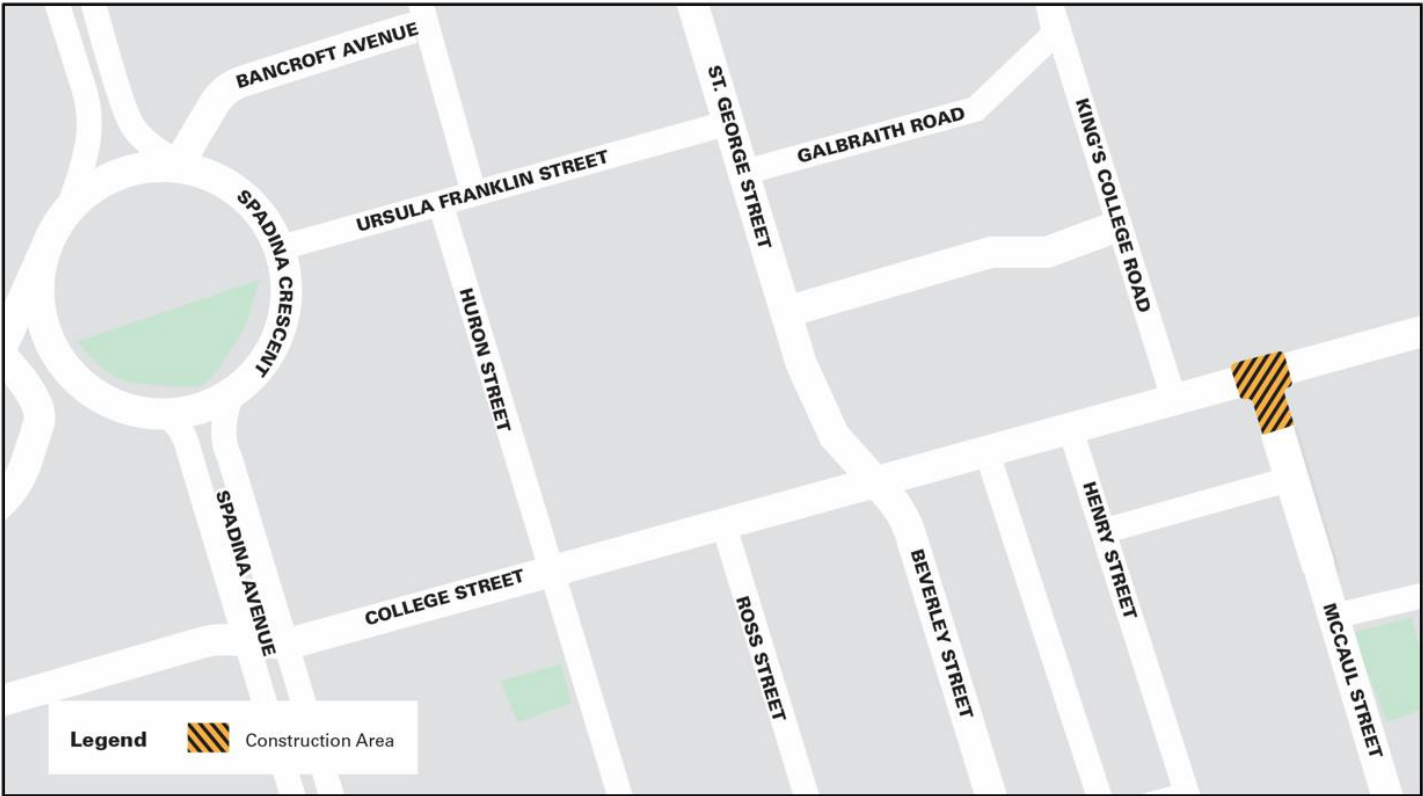 BANCROFT AVENUE
ST. GEORGE STREET
GALBRAITH ROAD
KING'S COLLEGE ROAD
URSULA FRANKLIN STREET
SPADINA CRESCENT
HURON STREET
SPADINA AVENUE
COLLEGE STREET
ROSS STREET
BEVERLEY STREET
HENRY STREET
MCCAUL STREET
Legend
Construction Area